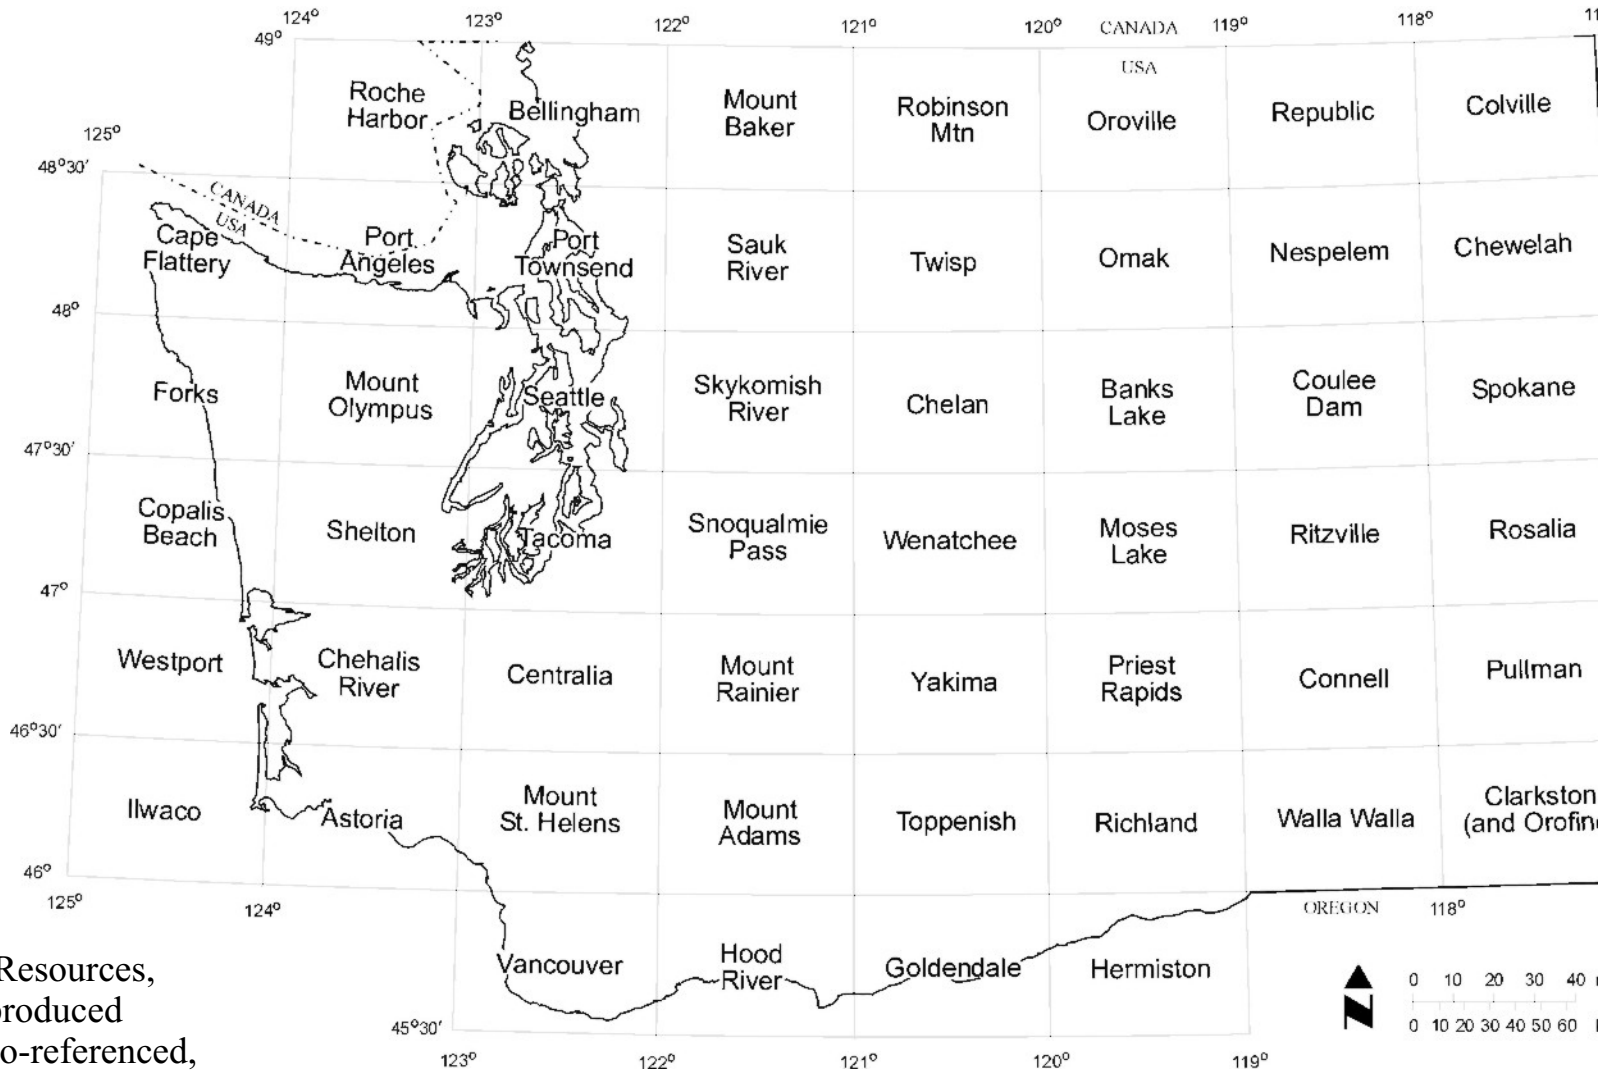 124° 123° 122° 121° 120° CANADA 119° 118°
49°
USA
Roche
Harbor
Bellingham
Mount
Baker
Robinson
Mtn
Oroville
Republic
Colville
125°
48°30′
CANADA
USA
Cape
Flattery
Port
Angeles
Port
Townsend
Sauk
River
Twisp
Omak
Nespelem
Chewelah
48°
Forks
Mount
Olympus
Seattle
Skykomish
River
Chelan
Banks
Lake
Coulee
Dam
Spokane
47°30′
Copalis
Beach
Shelton
Tacoma
Snoqualmie
Pass
Wenatchee
Moses
Lake
Ritzville
Rosalia
47°
Westport
Chehalis
River
Centralia
Mount
Rainier
Yakima
Priest
Rapids
Connell
Pullman
46°30′
Ilwaco
Astoria
Mount
St. Helens
Mount
Adams
Toppenish
Richland
Walla Walla
Clarkston
(and Orofino
46°
125°
124°
OREGON 118°
Vancouver
Hood
River
Goldendale
Hermiston
0 10 20 30 40
0 10 20 30 40 50 60
45°30′
123° 122° 121° 120° 119°
Resources,
produced
o-referenced,